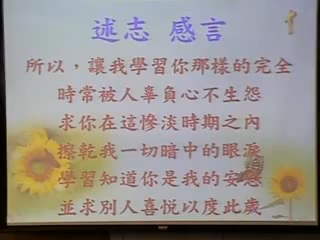 述志 感言
所以，讓我學習你那樣的完全
時常被人辜負心不生怨
求你在這慘淡時期之內
擦乾我一切暗中的眼淚
學習知道你是我的安慰
並求別人喜悅以度此歲